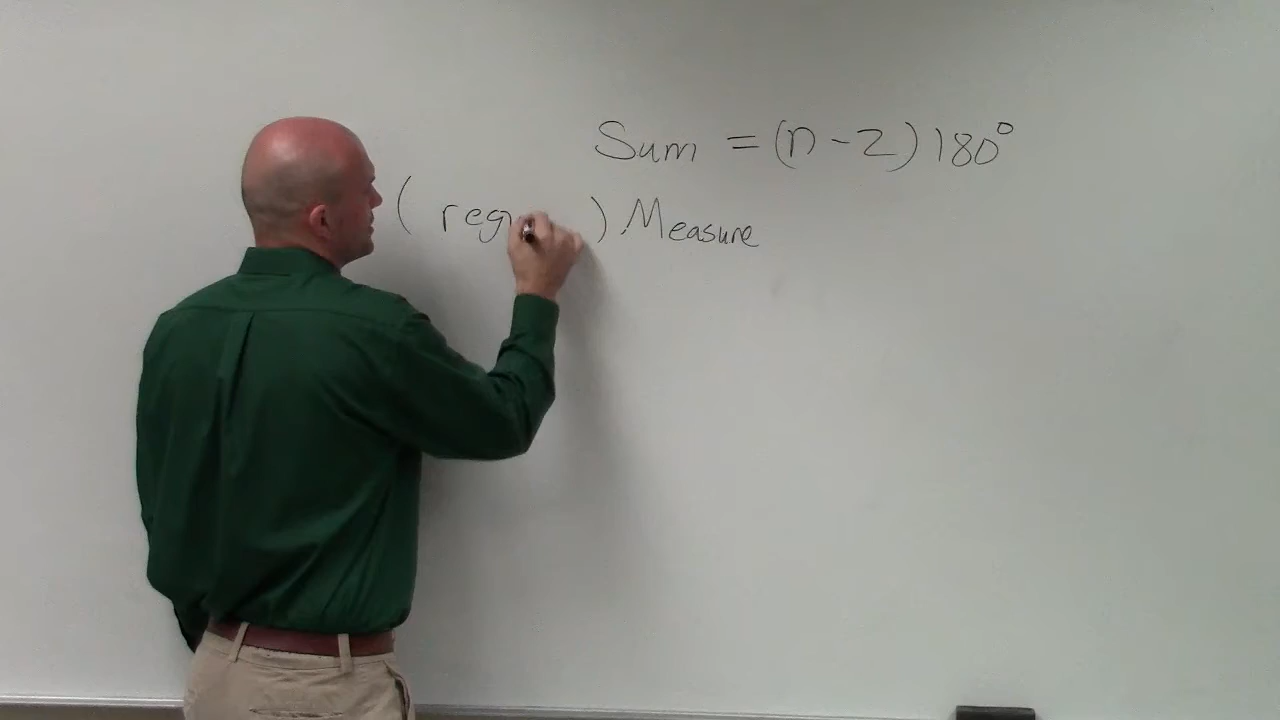 Sum = (n-2)180°
( reg ) Measure